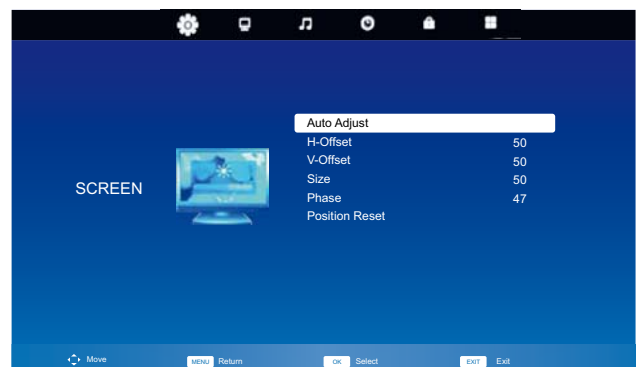 SCREEN
Auto Adjust
H-Offset 50
V-Offset 50
Size 50
Phase 47
Position Reset
Move MENU Return OK Select EXIT Exit